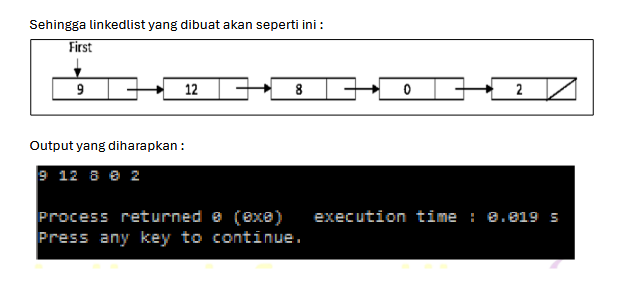 Sehingga linkedlist yang dibuat akan seperti ini :
First
9 12 8 0 2
Output yang diharapkan :
9 12 8 0 2
Process returned 0 (0x0) execution time : 0.019 s
Press any key to continue.